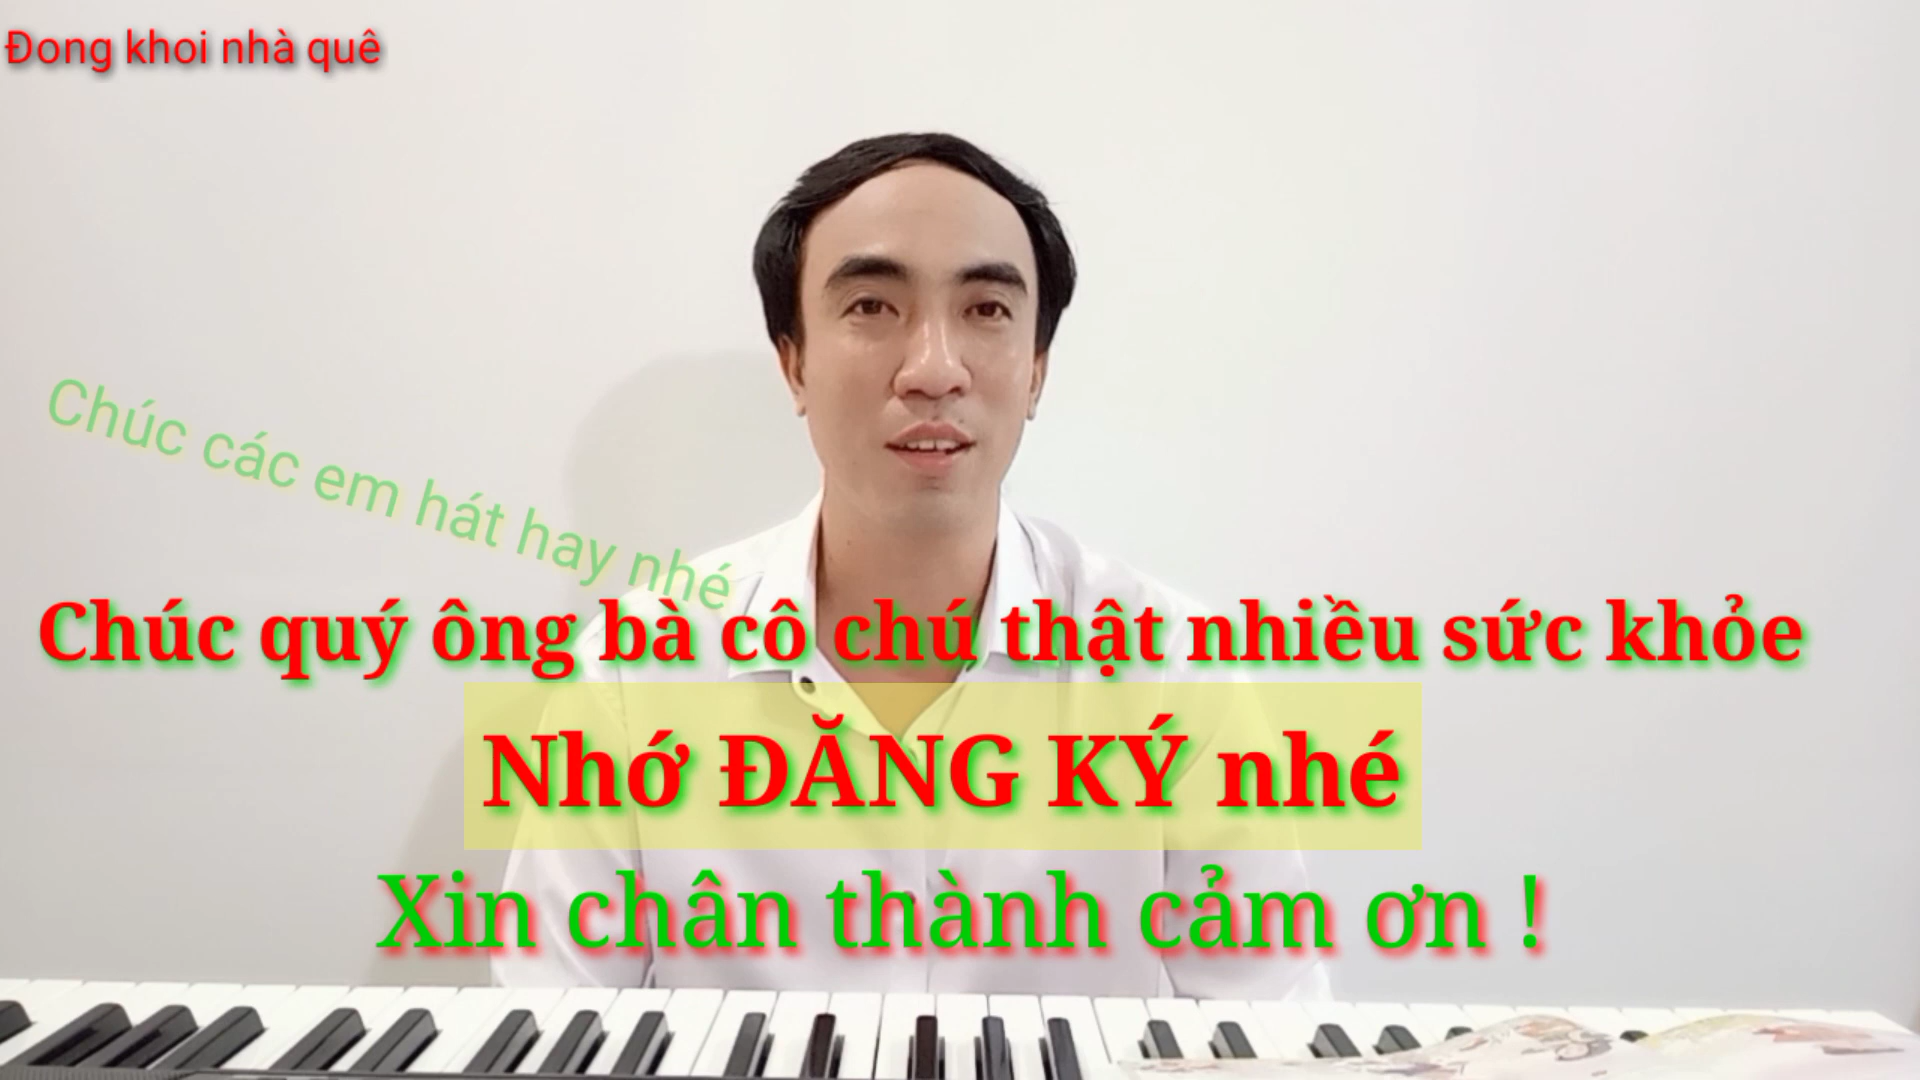 Đong khoi nhà quê
Chúc các em hát hay nhé
Chúc quý ông bà cô chú thật nhiều sức khỏe
Nhớ ĐĂNG KÝ nhé
Xin chân thành cảm ơn !